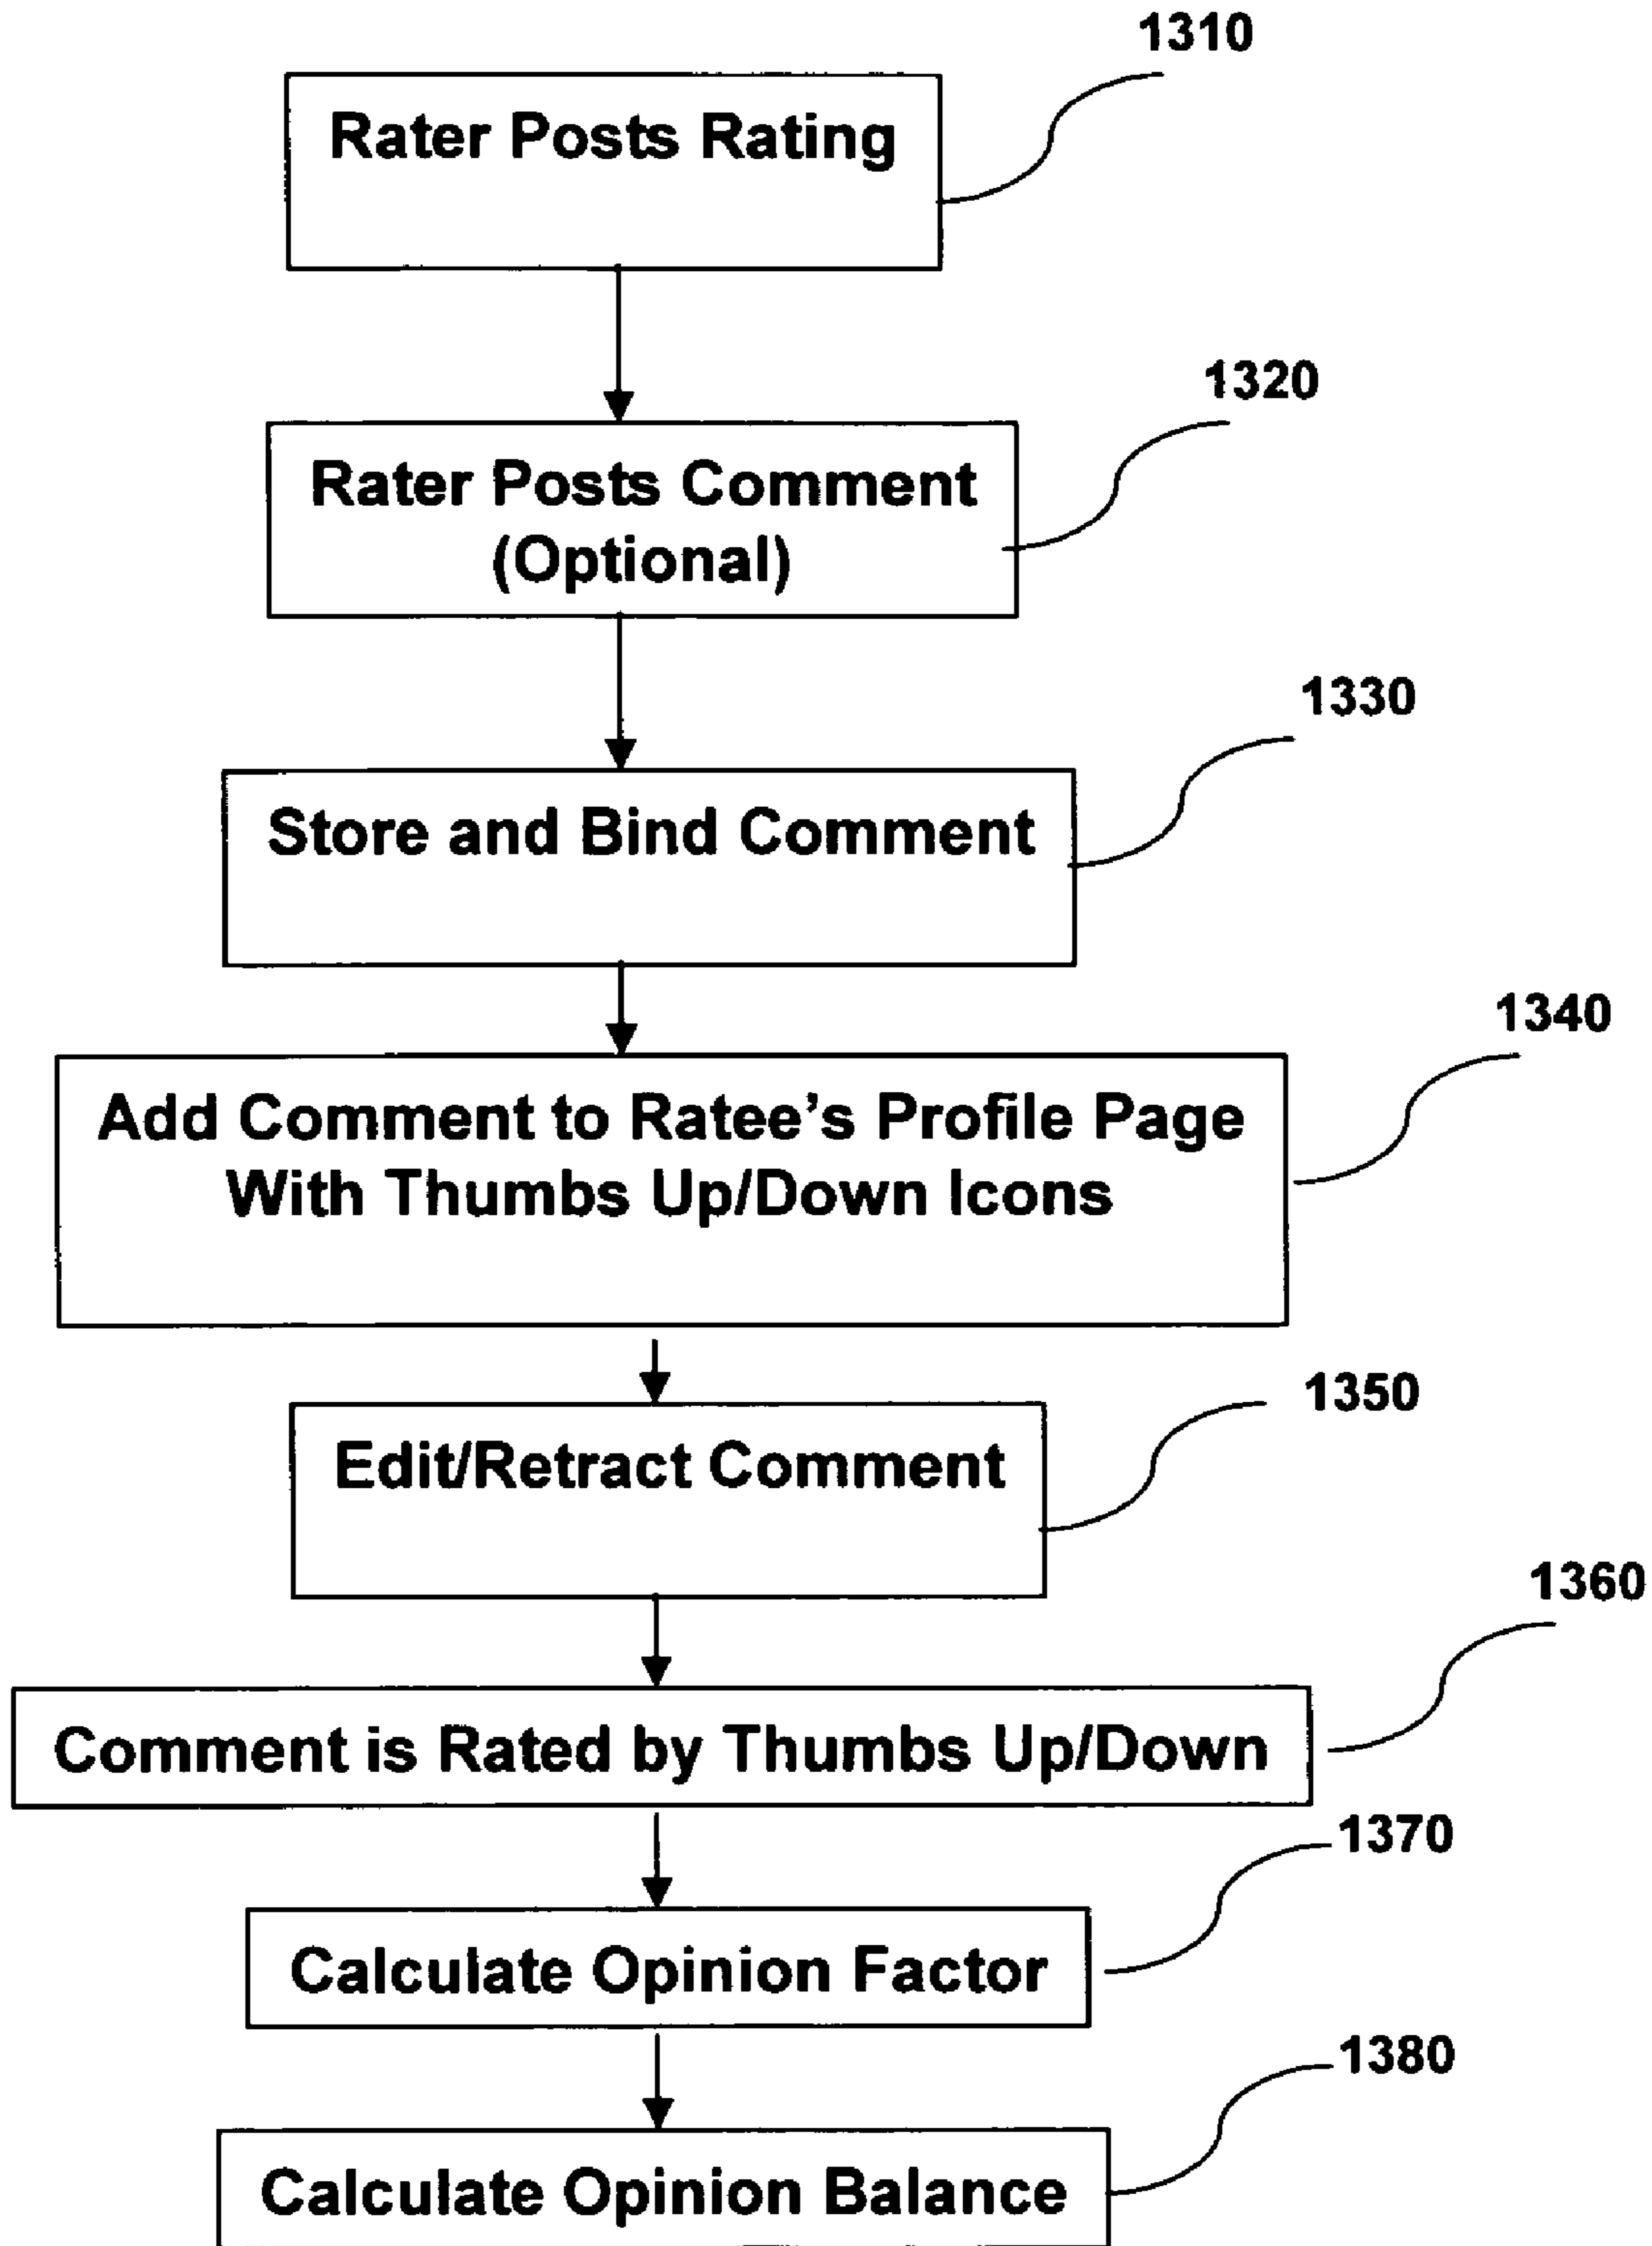 1310
Rater Posts Rating
1320
Rater Posts Comment
(Optional)
1330
Store and Bind Comment
1340
Add Comment to Ratee’s Profile Page
With Thumbs Up/Down Icons
1350
Edit/Retract Comment
1360
Comment is Rated by Thumbs Up/Down
1370
Calculate Opinion Factor
1380
Calculate Opinion Balance